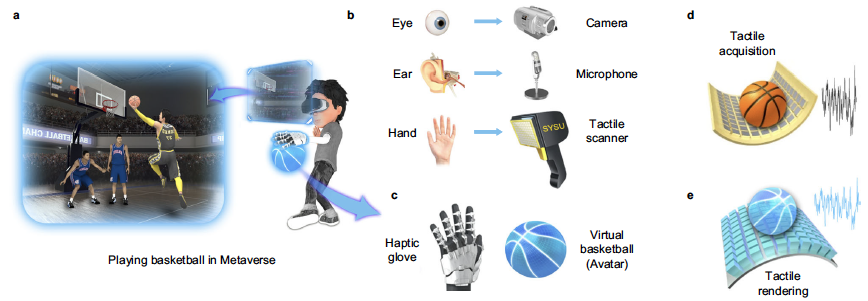 a
Playing basketball in Metaverse
b
Eye
Camera
Ear
Microphone
Hand
Tactile
scanner
SYSU
c
Haptic
glove
Virtual
basketball
(Avatar)
d
Tactile
acquisition
e
Tactile
rendering